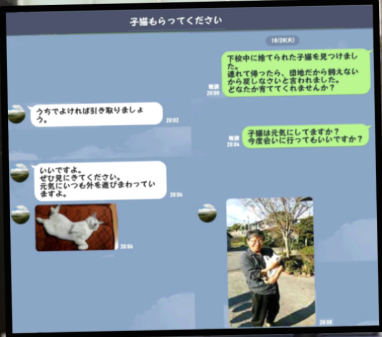 子猫もらってください
下校中に捨てられた子猫を見つけまし
た。
連れて帰ったら、団地だから飼えない
から戻しなさいと言われました。
どなたか育ててくれませんか？
既読
20:00
うちでよければ引き取りましょ
う。
20:02
子猫は元気にしてますか？
今度会いに行ってもいいですか？
既読
20:04
いいですよ。
ぜひ見にきてください。
元気にいつも外を遊びまわってい
ますよ。
20:04
20:04